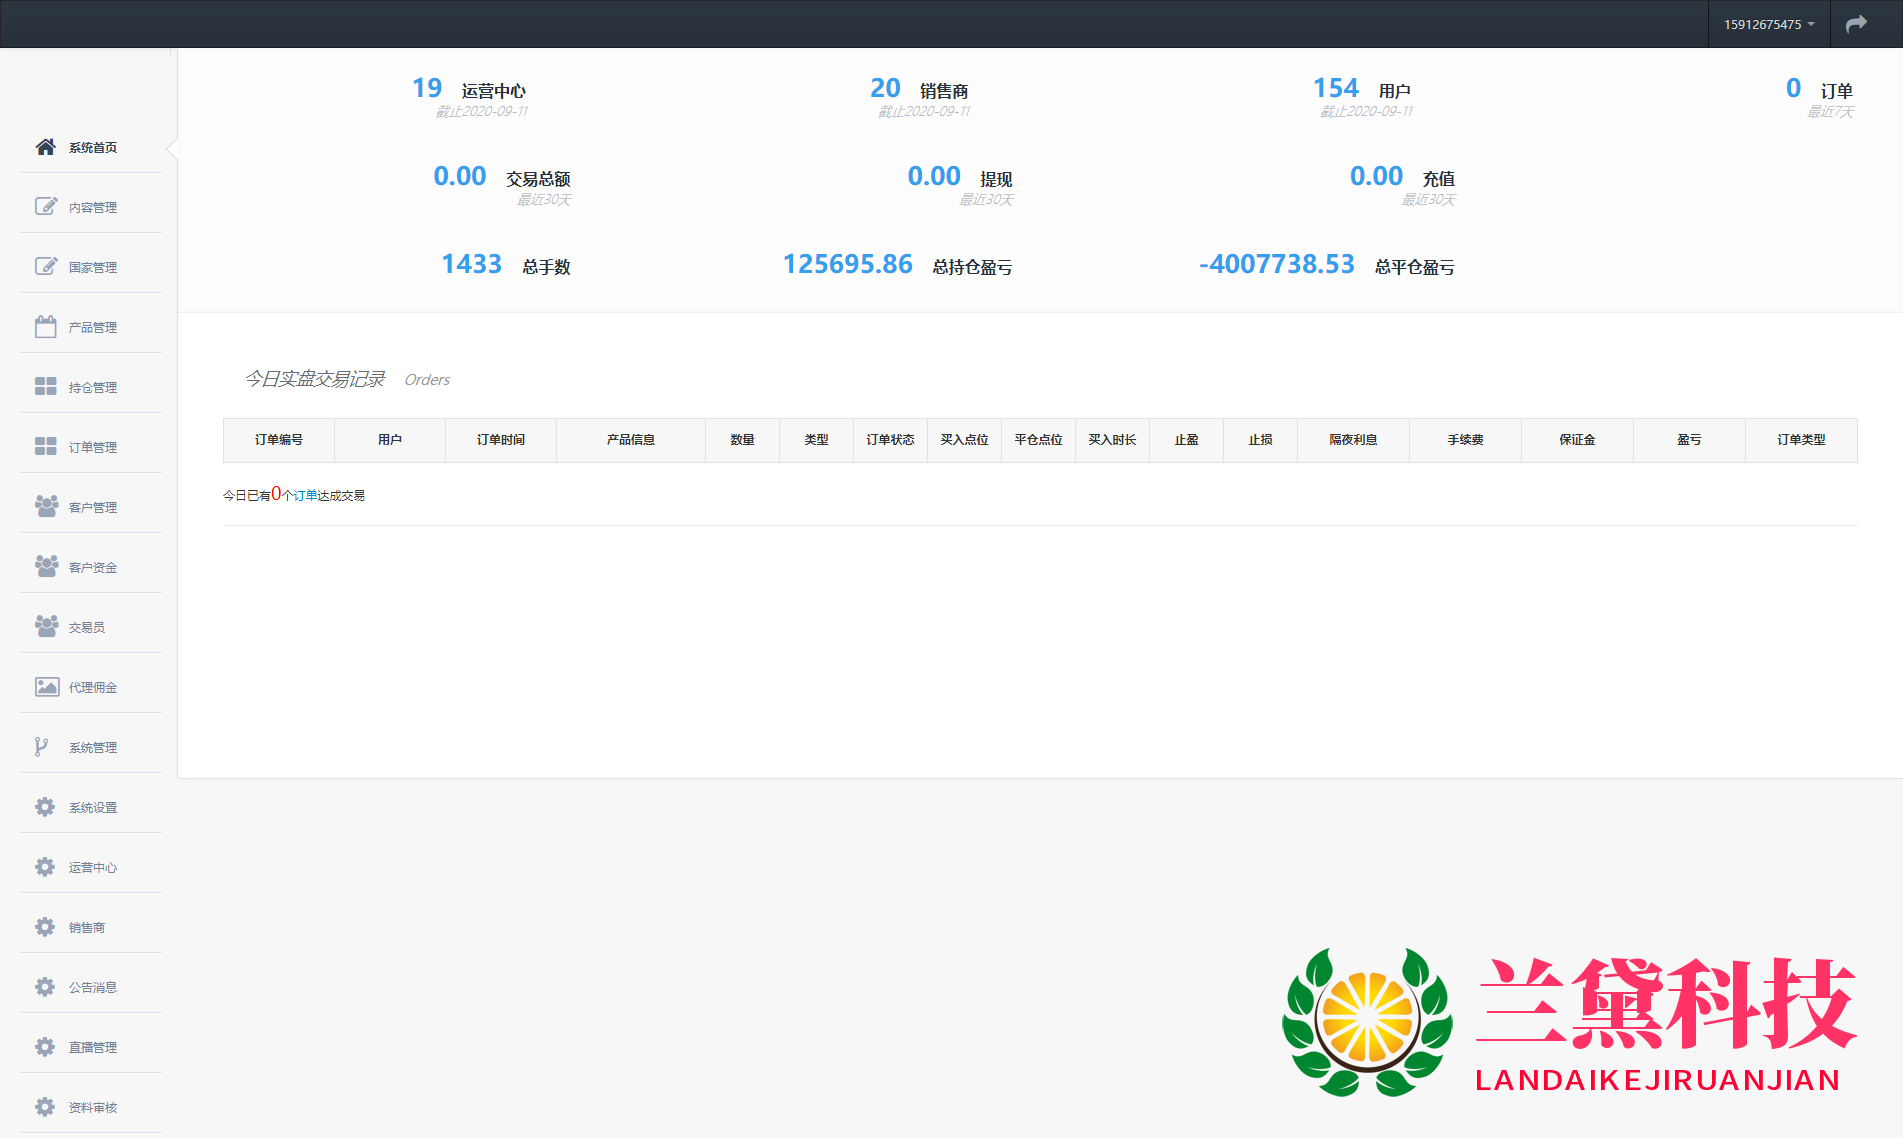 15912675475
19 运营中心
截止2020-09-11
20 销售商
截止2020-09-11
154 用户
截止2020-09-11
0 订单
最近7天
0.00 交易总额
最近30天
0.00 提现
最近30天
0.00 充值
最近30天
1433 总手数
125695.86 总持仓盈亏
-4007738.53 总平仓盈亏
系统首页
内容管理
国家管理
产品管理
持仓管理
订单管理
客户管理
客户资金
交易员
代理佣金
系统管理
系统设置
运营中心
销售商
公告消息
直播管理
资料审核
今日实盘交易记录 Orders
订单编号 用户 订单时间 产品信息 数量 类型 订单状态 买入点位 平仓点位 买入时长 止盈 止损 隔夜利息 手续费 保证金 盈亏 订单类型
今日已有0个订单达成交易
兰黛科技
LANDAIKEJIRUANJIAN